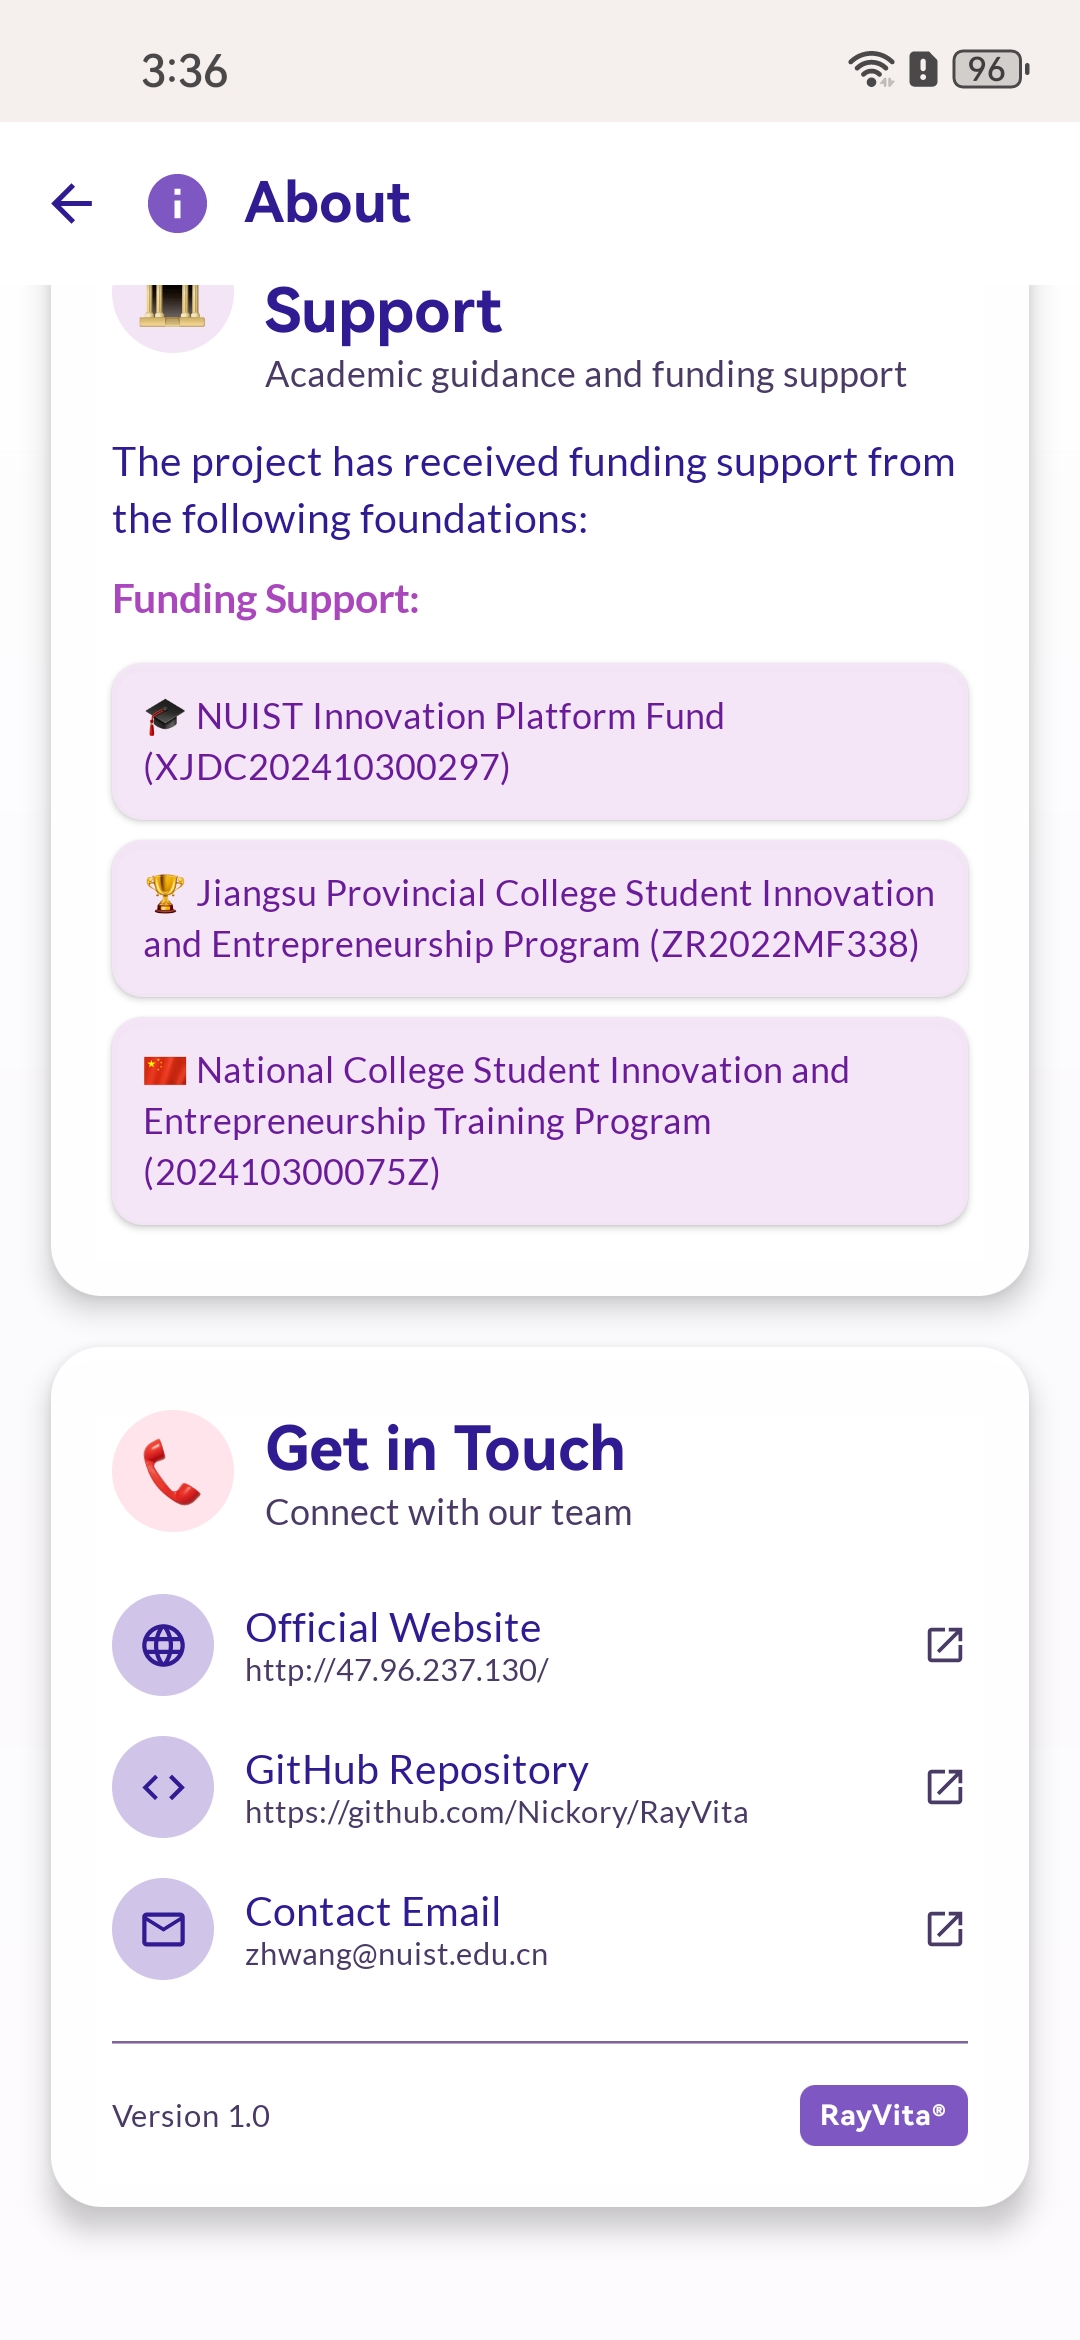 3:36
96
About
Support
Academic guidance and funding support
The project has received funding support from
the following foundations:
Funding Support:
🎓 NUIST Innovation Platform Fund
(XJDC202410300297)
🏆 Jiangsu Provincial College Student Innovation
and Entrepreneurship Program (ZR2022MF338)
🇨🇳 National College Student Innovation and
Entrepreneurship Training Program
(202410300075Z)
Get in Touch
Connect with our team
Official Website
http://47.96.237.130/
GitHub Repository
https://github.com/Nickory/RayVita
Contact Email
zhwang@nuist.edu.cn
Version 1.0
RayVita®